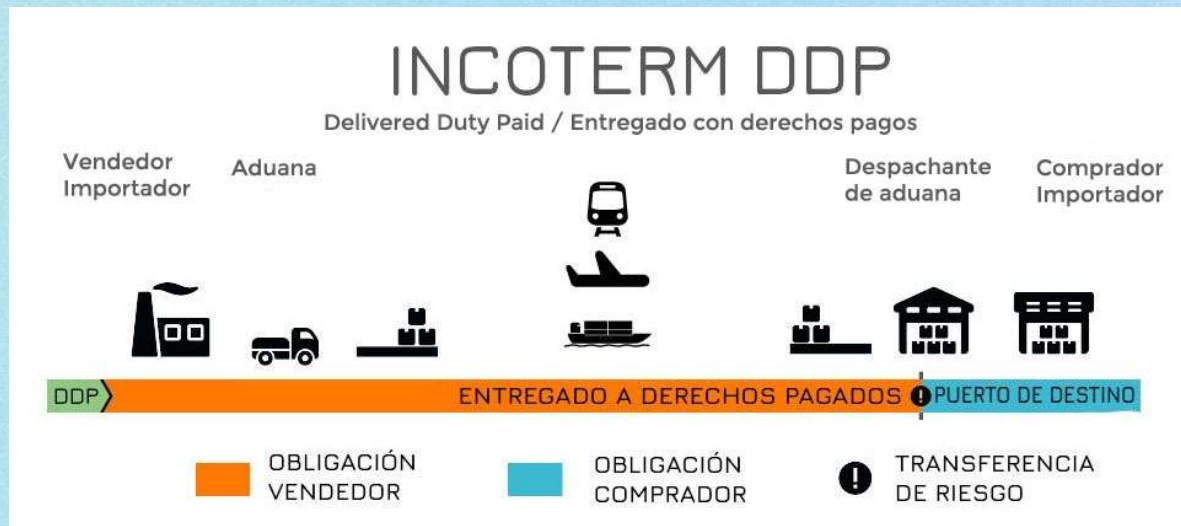 INCOTERM DDP
Delivered Duty Paid / Entregado con derechos pagos
Vendedor
Importador
Aduana
Despachante
de aduana
Comprador
Importador
DDP
ENTREGADO A DERECHOS PAGADOS
!
PUERTO DE DESTINO
OBLIGACIÓN
VENDEDOR
OBLIGACIÓN
COMPRADOR
!
TRANSFERENCIA
DE RIESGO